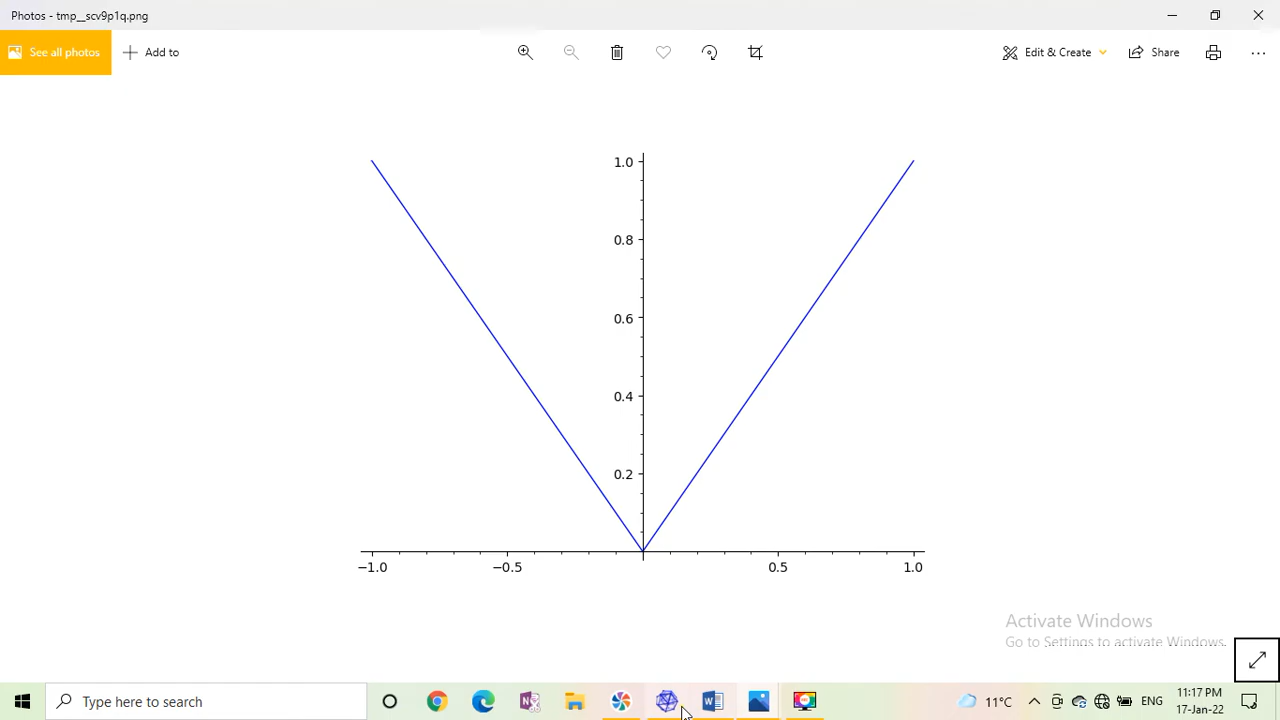 Photos - tmp__scv9p1q.png
See all photos
Add to
Edit & Create
Share
1.0
0.8
0.6
0.4
0.2
−1.0 −0.5 0.5 1.0
Activate Windows
Go to Settings to activate Windows.
Type here to search
11°C
ENG
11:17 PM
17-Jan-22